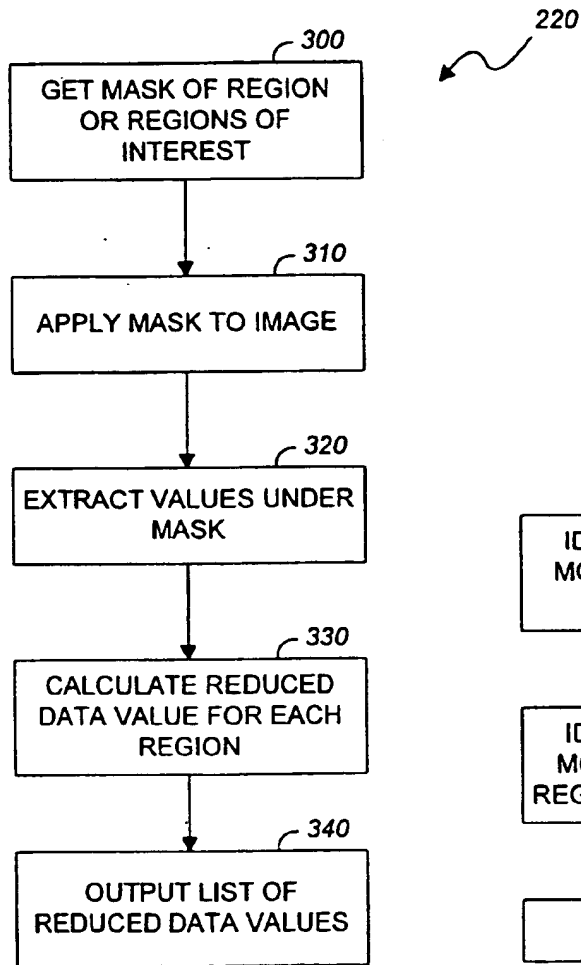 220
300
GET MASK OF REGION
OR REGIONS OF
INTEREST
310
APPLY MASK TO IMAGE
320
EXTRACT VALUES UNDER
MASK
330
CALCULATE REDUCED
DATA VALUE FOR EACH
REGION
340
OUTPUT LIST OF
REDUCED DATA VALUES